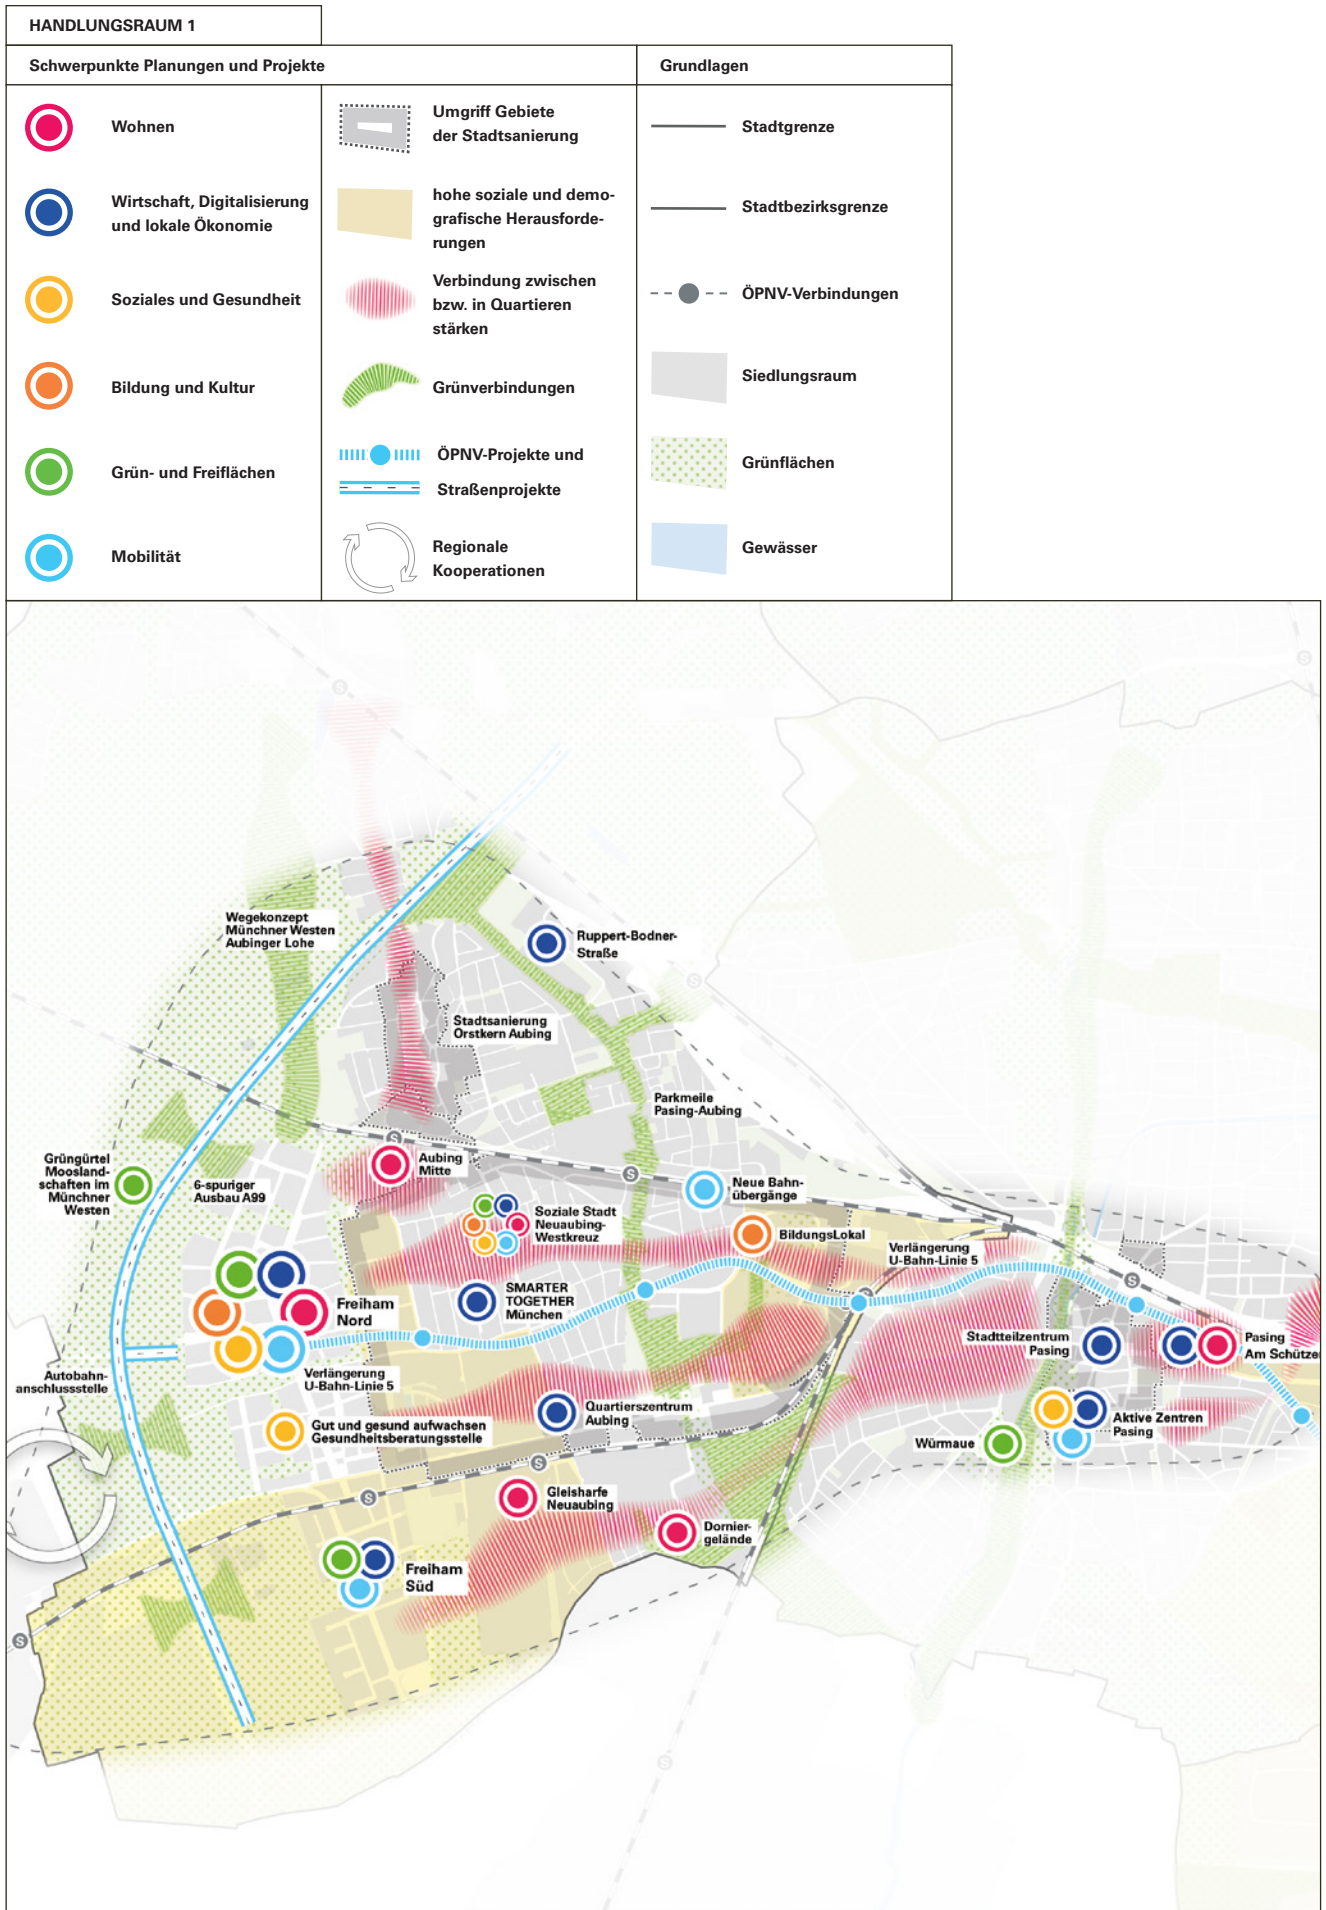 HANDLUNGSRAUM 1
Schwerpunkte Planungen und Projekte
Grundlagen
Wohnen
Wirtschaft, Digitalisierung
und lokale Ökonomie
Soziales und Gesundheit
Bildung und Kultur
Grün- und Freiflächen
Mobilität
Umgriff Gebiete
der Stadtsanierung
hohe soziale und demo-
grafische Herausforde-
rungen
Verbindung zwischen
bzw. in Quartieren
stärken
Grünverbindungen
ÖPNV-Projekte und
Straßenprojekte
Regionale
Kooperationen
Stadtgrenze
Stadtbezirksgrenze
ÖPNV-Verbindungen
Siedlungsraum
Grünflächen
Gewässer
S
S
Wegekonzept
Münchner Westen
Aubinger Lohe
Ruppert-Bodner-
Straße
S
Stadtsanierung
Orstkern Aubing
Parkmeile
Pasing-Aubing
S
Aubing
Mitte
S
Grüngürtel
Moosland-
schaften im
Münchner
Westen
6-spuriger
Ausbau A99
Neue Bahn-
übergänge
Soziale Stadt
Neuaubing-
Westkreuz
BildungsLokal
Verlängerung
U-Bahn-Linie 5
S
SMARTER
TOGETHER
München
S
Freiham
Nord
Stadtteilzentrum
Pasing
Pasing
Am Schütze
Verlängerung
U-Bahn-Linie 5
Autobahn-
anschlussstelle
Quartierszentrum
Aubing
Aktive Zentren
Pasing
Gut und gesund aufwachsen
Gesundheitsberatungsstelle
Würmaue
S
S
Gleisharfe
Neuaubing
Dornier-
gelände
Freiham
Süd
S
S